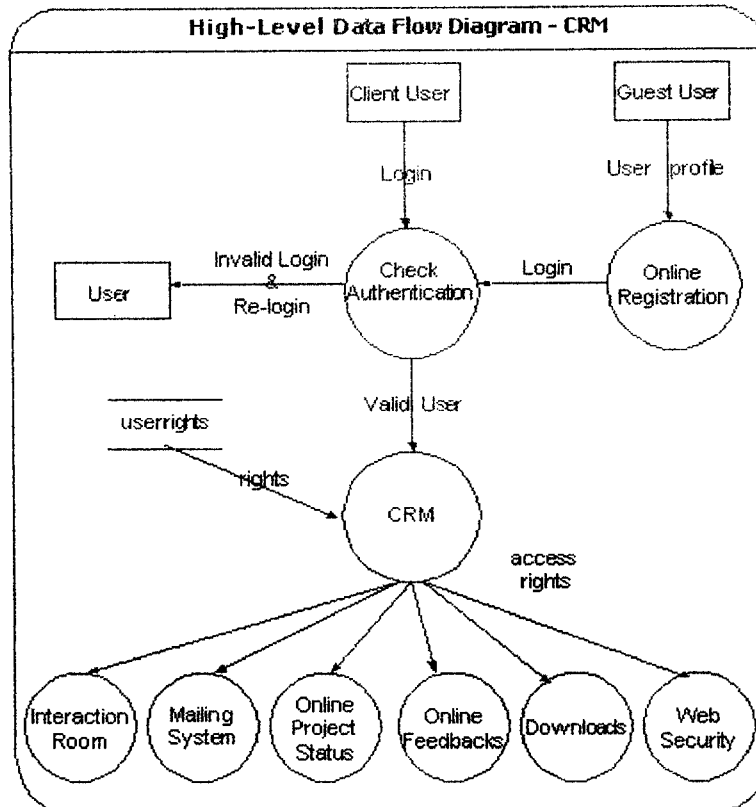 High-Level Data Flow Diagram - CRM
Client User
Guest User
Login
User profile
Invalid Login
&
Re-login
User
Check
Authentication
Login
Online
Registration
Valid User
userrights
rights
CRM
access
rights
Interaction
Room
Mailing
System
Online
Project
Status
Online
Feedbacks
Downloads
Web
Security